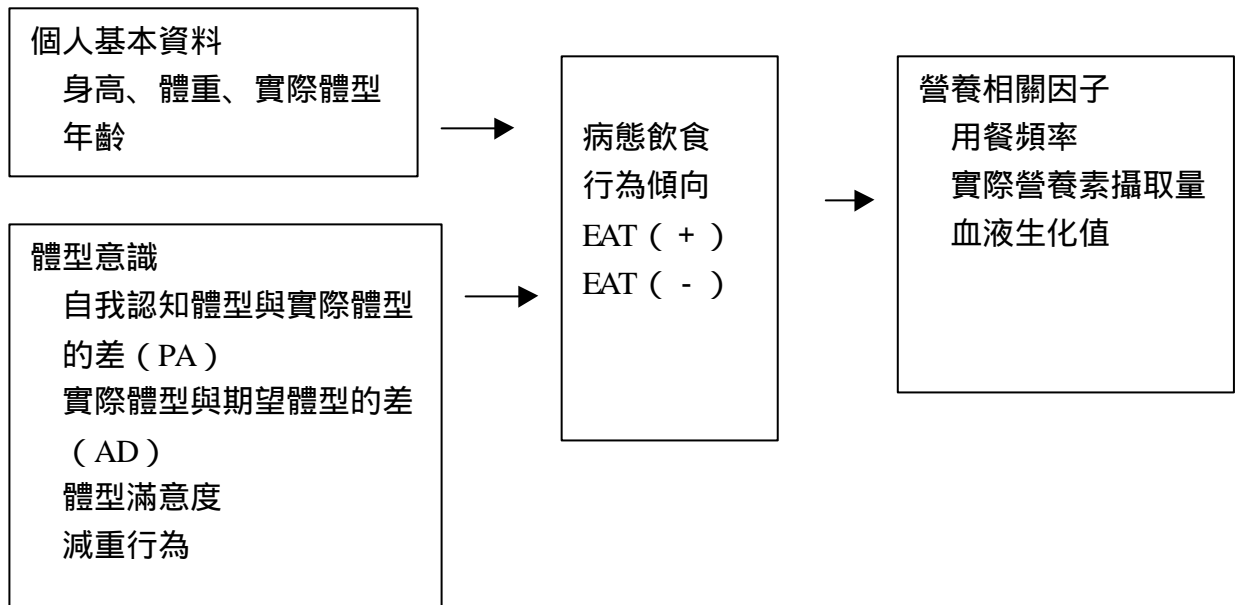 個人基本資料
身高、體重、實際體型
年齡
體型意識
自我認知體型與實際體型
的差（PA）
實際體型與期望體型的差
（AD）
體型滿意度
減重行為
病態飲食
行為傾向
EAT（+）
EAT（-）
營養相關因子
用餐頻率
實際營養素攝取量
血液生化值